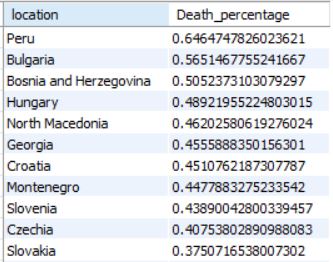 location Death_percentage
Peru 0.6464747826023621
Bulgaria 0.5651467755241667
Bosnia and Herzegovina 0.5052373103079297
Hungary 0.48921955224803015
North Macedonia 0.46202580619276024
Georgia 0.4555888350156301
Croatia 0.4510762187307787
Montenegro 0.4477883275233542
Slovenia 0.43890042800339457
Czechia 0.40753802890988083
Slovakia 0.3750716538007302